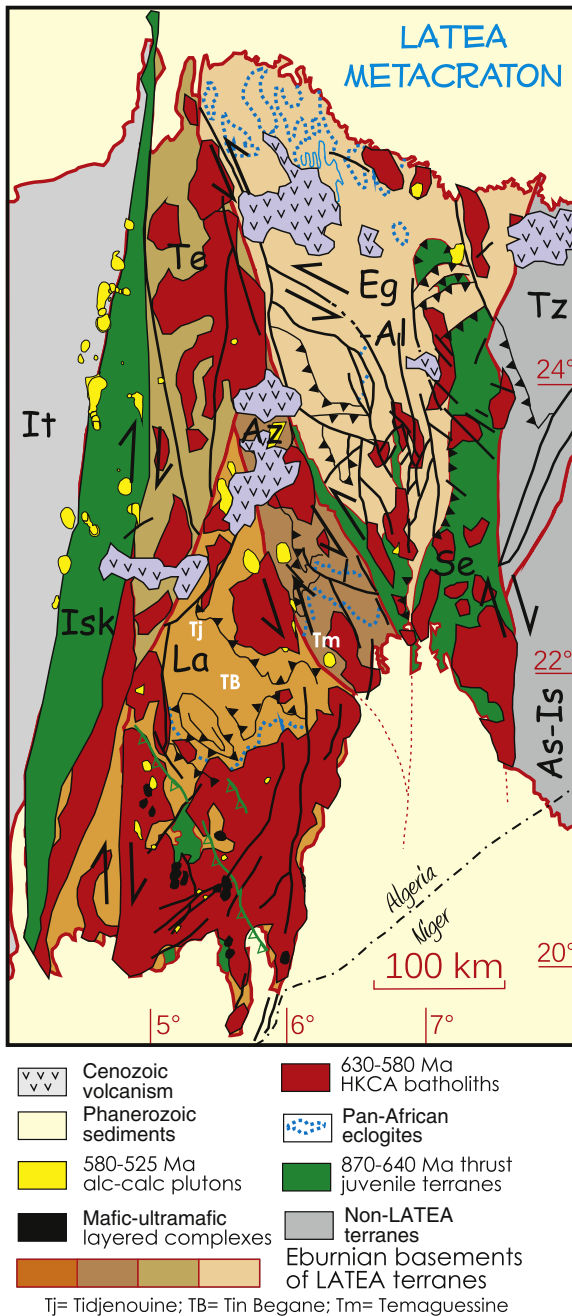 LATEA
METACRATON
Te
Eg
-Al
Tz
24°
It
Az
Se
Isk
Tj
Tm
La
TB
22°
As-Is
Algeria
Niger
20°
100 km
5°
6°
7°
Cenozoic
volcanism
630-580 Ma
HKCA batholiths
Phanerozoic
sediments
Pan-African
eclogites
580-525 Ma
alc-calc plutons
870-640 Ma thrust
juvenile terranes
Mafic-ultramafic
layered complexes
Non-LATEA
terranes
Eburnian basements
of LATEA terranes
Tj= Tidjenouine; TB= Tin Begane; Tm= Temaguessine